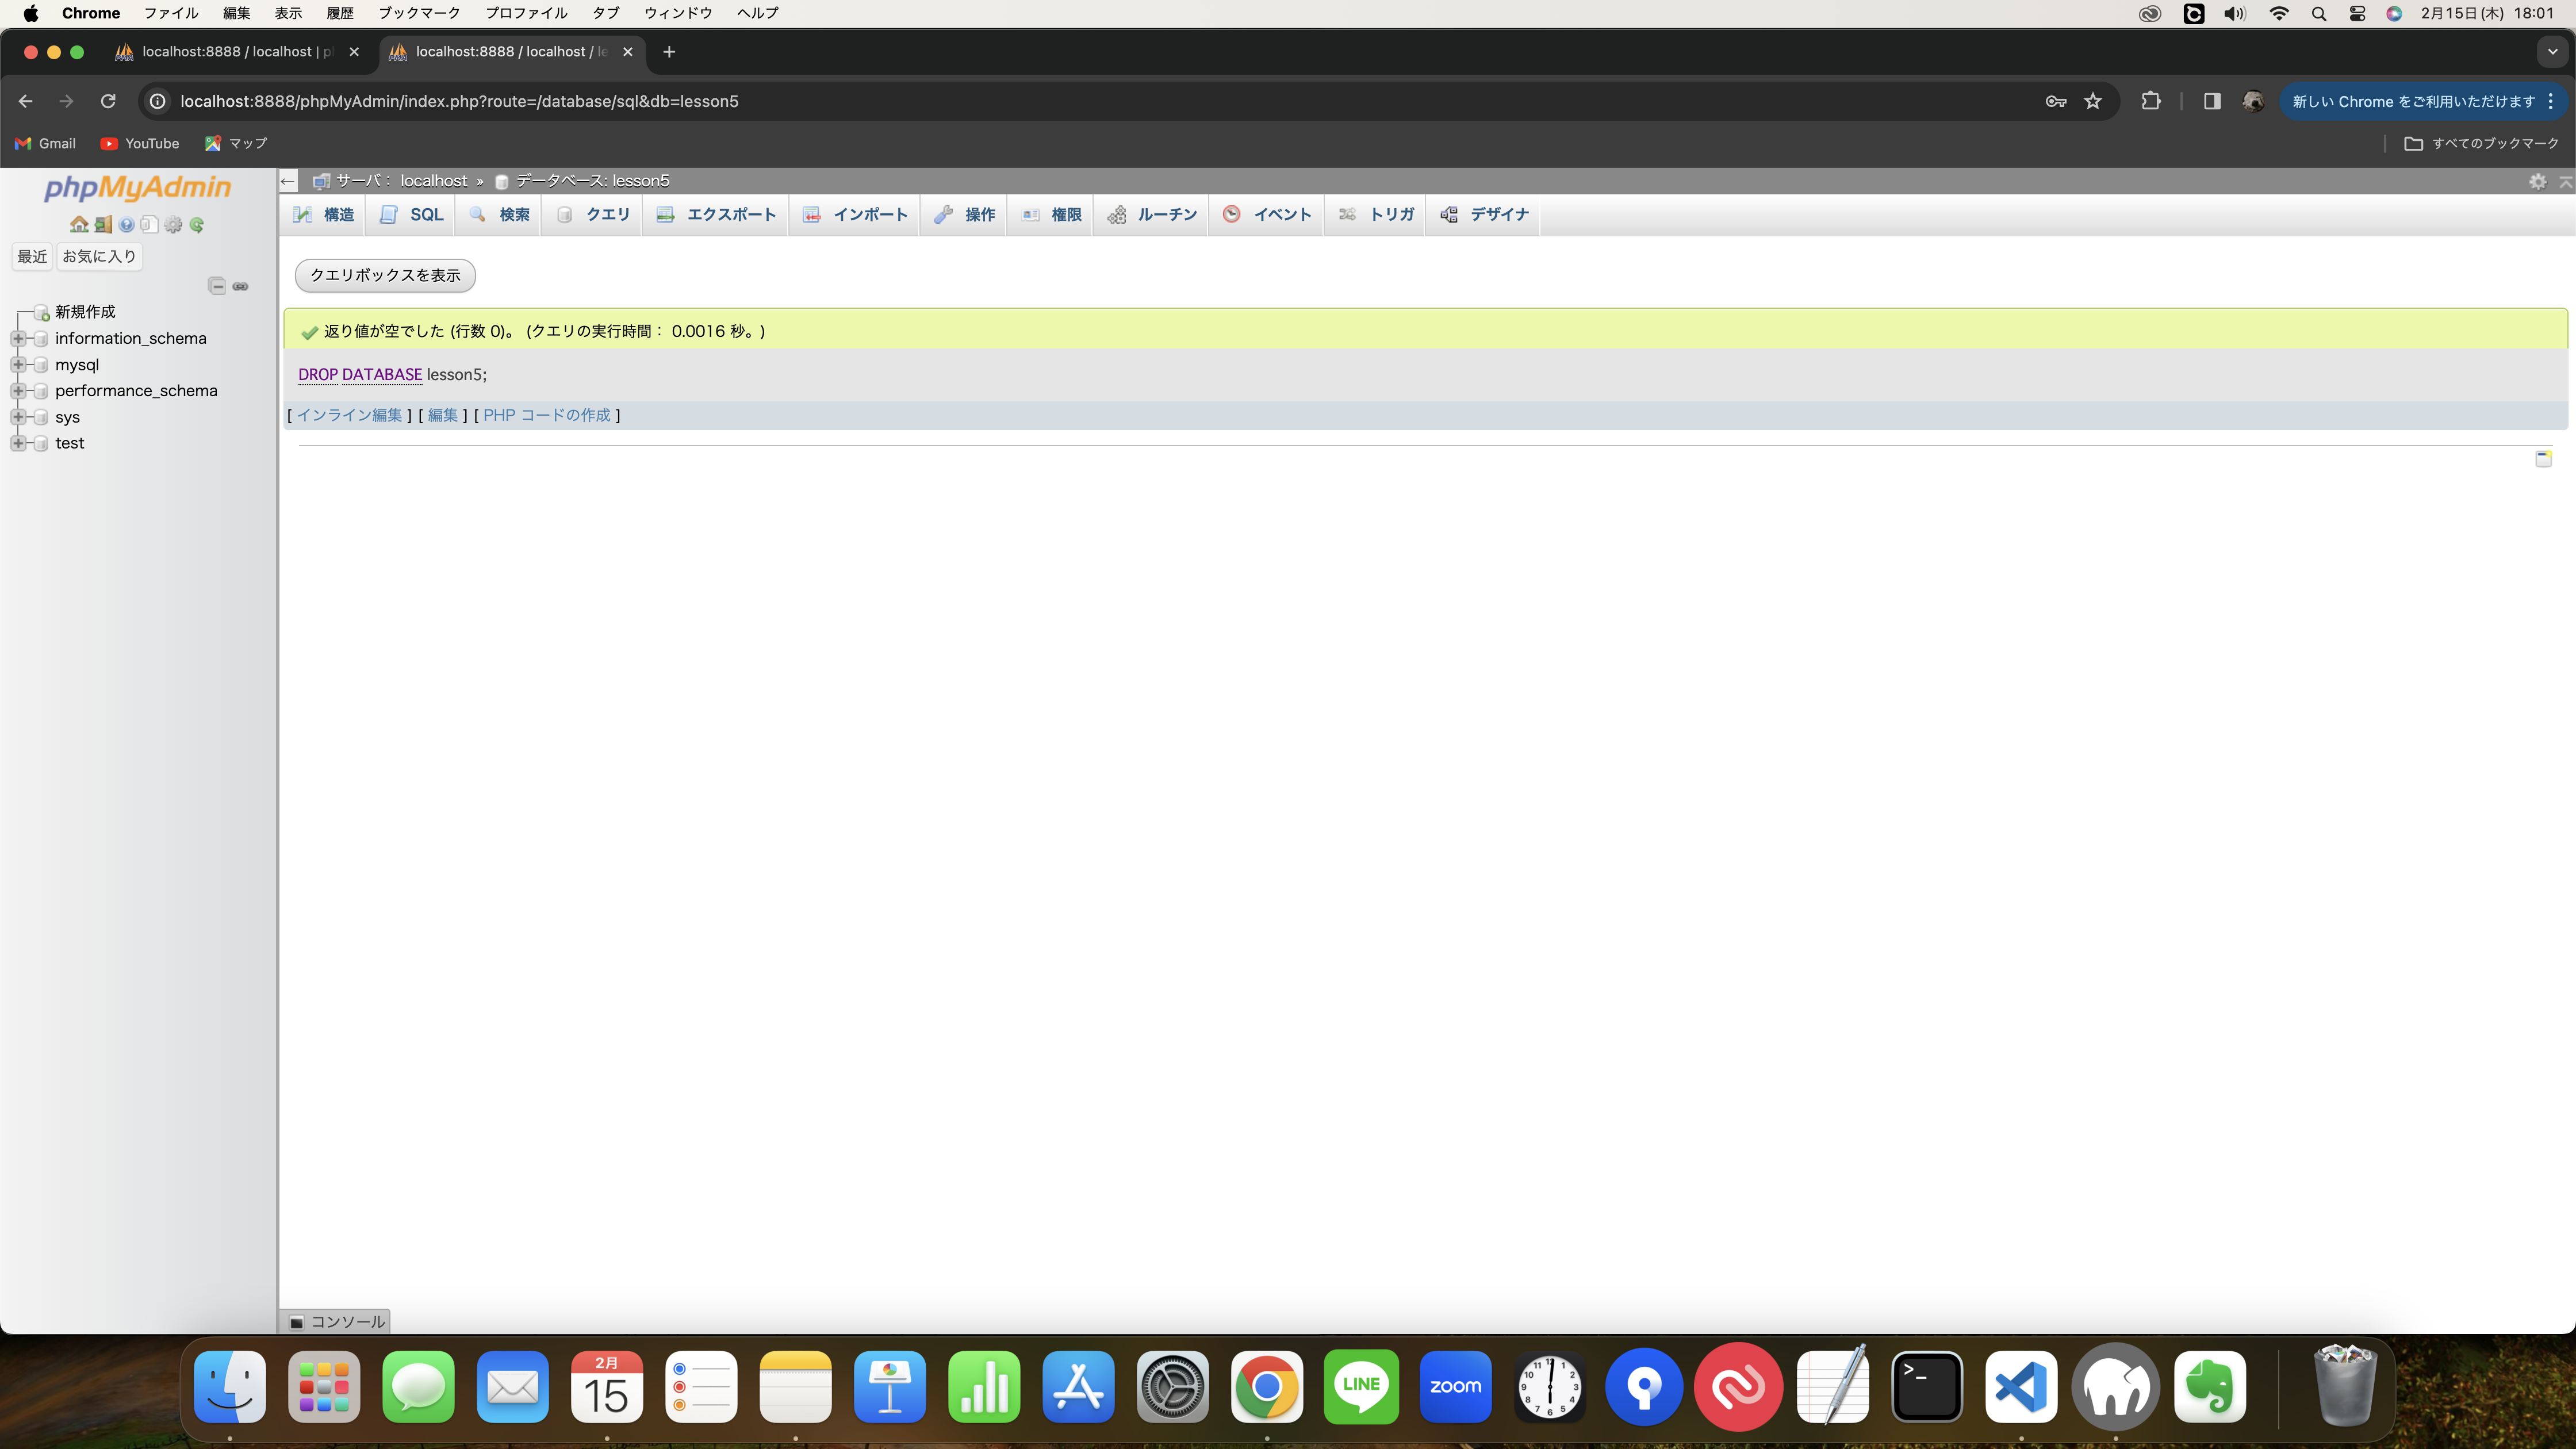 Chrome ファイル 編集 表示 履歴 ブックマーク プロファイル タブ ウィンドウ ヘルプ 2月15日(木) 18:01
localhost:8888 / localhost | p localhost:8888 / localhost / le
localhost:8888/phpMyAdmin/index.php?route=/database/sql&db=lesson5 新しい Chrome をご利用いただけます
Gmail YouTube マップ すべてのブックマーク
phpMyAdmin
最近 お気に入り
新規作成
information_schema
mysql
performance_schema
sys
test
サーバ： localhost » データベース: lesson5
構造 SQL 検索 クエリ エクスポート インポート 操作 権限 ルーチン イベント トリガ デザイナ
クエリボックスを表示
返り値が空でした (行数 0)。 (クエリの実行時間： 0.0016 秒。)
DROP DATABASE lesson5;
[ インライン編集 ] [ 編集 ] [ PHP コードの作成 ]
コンソール
2月
15
LINE
zoom